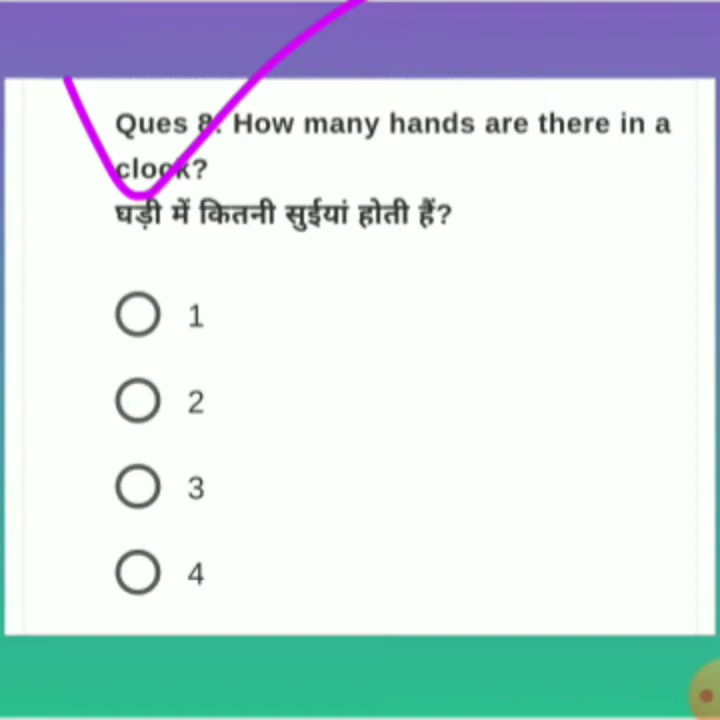 Ques 8. How many hands are there in a
clock?
घड़ी में कितनी सुईयां होती हैं?
1
2
3
4